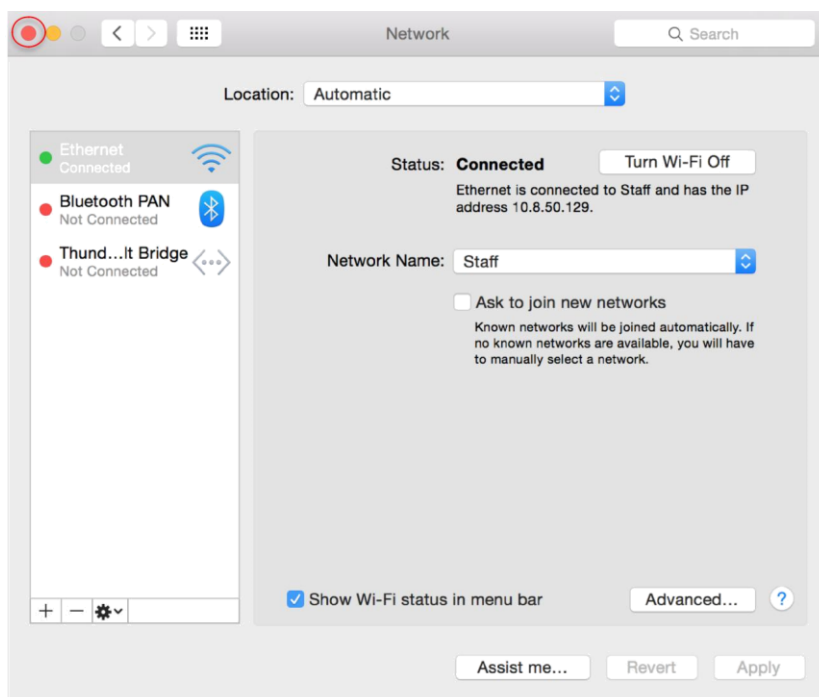 Network
Search
Location: Automatic
Ethernet
Connected
Bluetooth PAN
Not Connected
Thund...lt Bridge
Not Connected
Status: Connected
Turn Wi-Fi Off
Ethernet is connected to Staff and has the IP
address 10.8.50.129.
Network Name: Staff
Ask to join new networks
Known networks will be joined automatically. If
no known networks are available, you will have
to manually select a network.
Show Wi-Fi status in menu bar
Advanced...
?
Assist me...
Revert
Apply